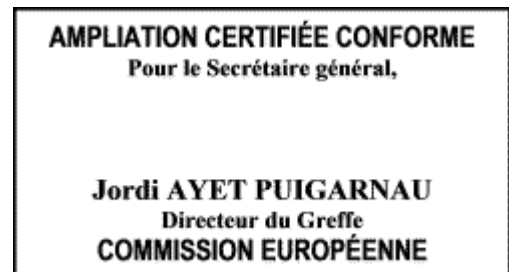 AMPLIATION CERTIFIÉE CONFORME
Pour le Secrétaire général,
Jordi AYET PUIGARNAU
Directeur du Greffe
COMMISSION EUROPÉENNE